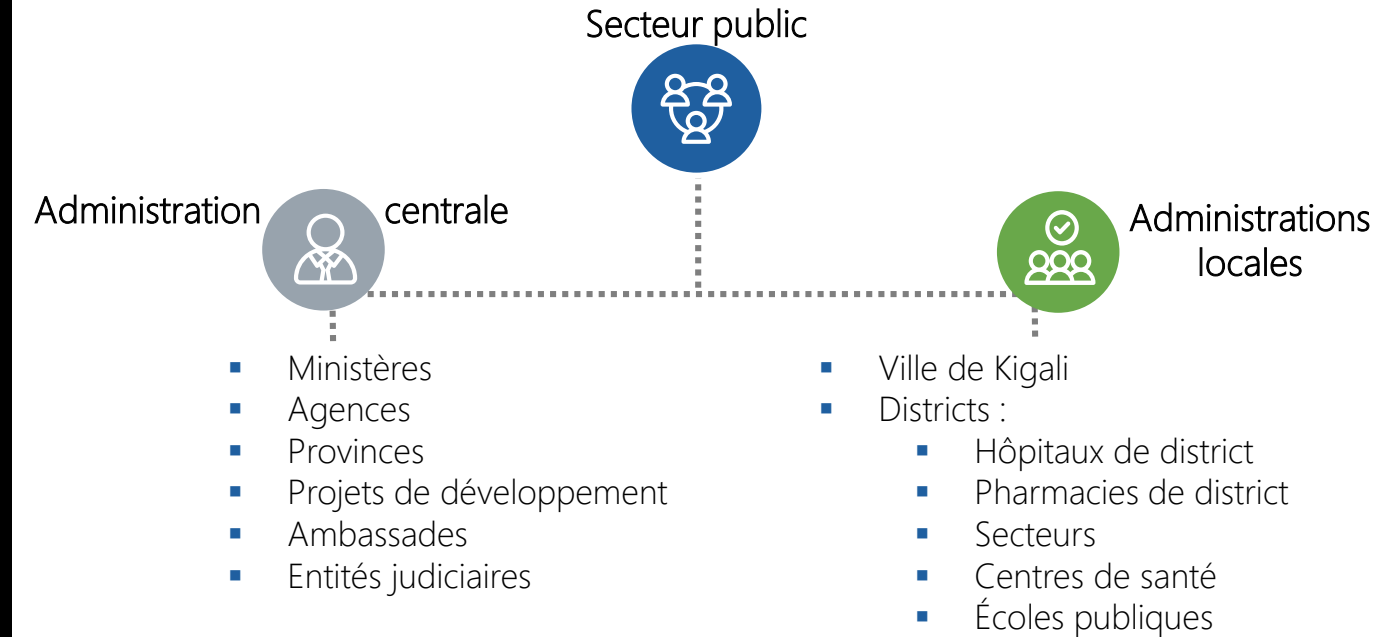 Secteur public
Administration centrale
Ministères
Agences
Provinces
Projets de développement
Ambassades
Entités judiciaires
Administrations
locales
Ville de Kigali
Districts :
Hôpitaux de district
Pharmacies de district
Secteurs
Centres de santé
Écoles publiques